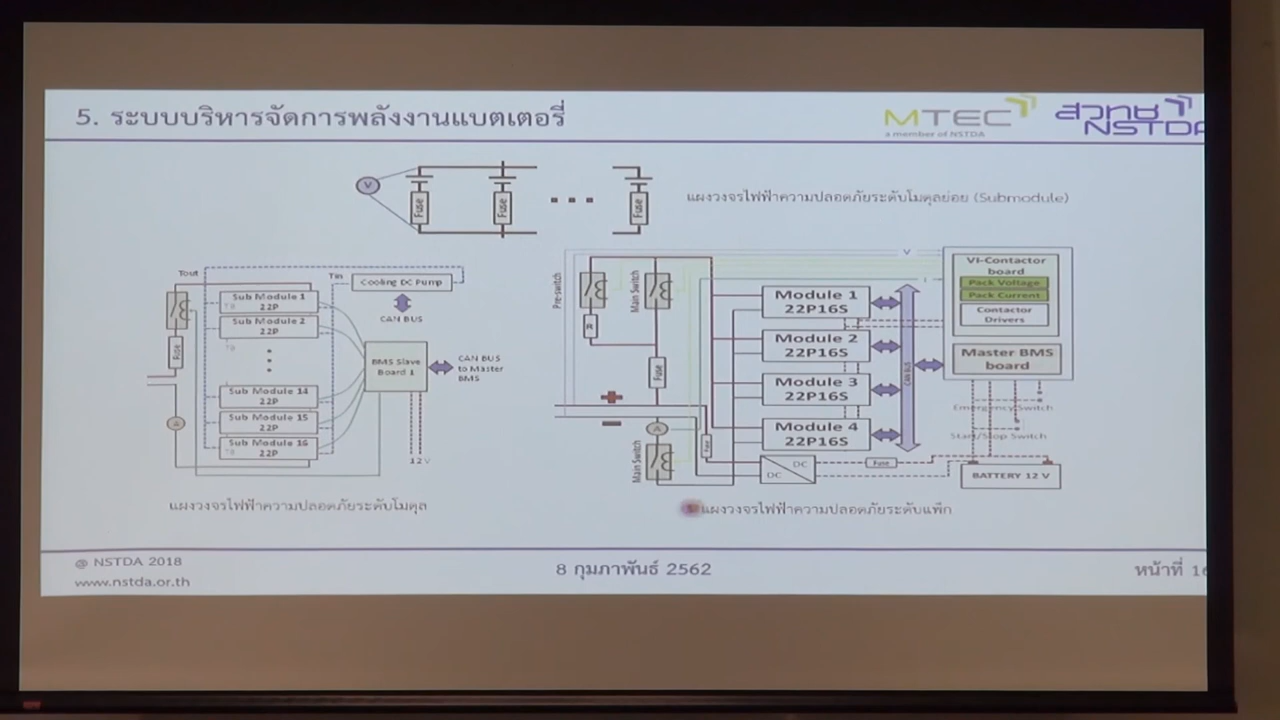 5. ระบบบริหารจัดการพลังงานแบตเตอรี่
MTEC
a member of NSTDA
สวทช
NSTDA
V
Fuse
Fuse
Fuse
แผงวงจรไฟฟ้าความปลอดภัยระดับโมดุลย่อย (Submodule)
Tout
Tin
Cooling DC Pump
CAN BUS
Sub Module 1
22P
Sub Module 2
22P
Sub Module 14
22P
Sub Module 15
22P
Sub Module 16
22P
Fuse
A
BMS Slave
Board 1
CAN BUS
to Master
BMS
12 V
แผงวงจรไฟฟ้าความปลอดภัยระดับโมดุล
Pre-switch
Main Switch
R
Fuse
A
Main Switch
Fuse
Module 1
22P16S
Module 2
22P16S
Module 3
22P16S
Module 4
22P16S
CAN BUS
V
I
VI-Contactor
board
Pack Voltage
Pack Current
Contactor
Drivers
Master BMS
board
Emergency Switch
Start/Stop Switch
DC
DC
Fuse
BATTERY 12 V
แผงวงจรไฟฟ้าความปลอดภัยระดับแพ็ก
@ NSTDA 2018
www.nstda.or.th
8 กุมภาพันธ์ 2562
หน้าที่ 16